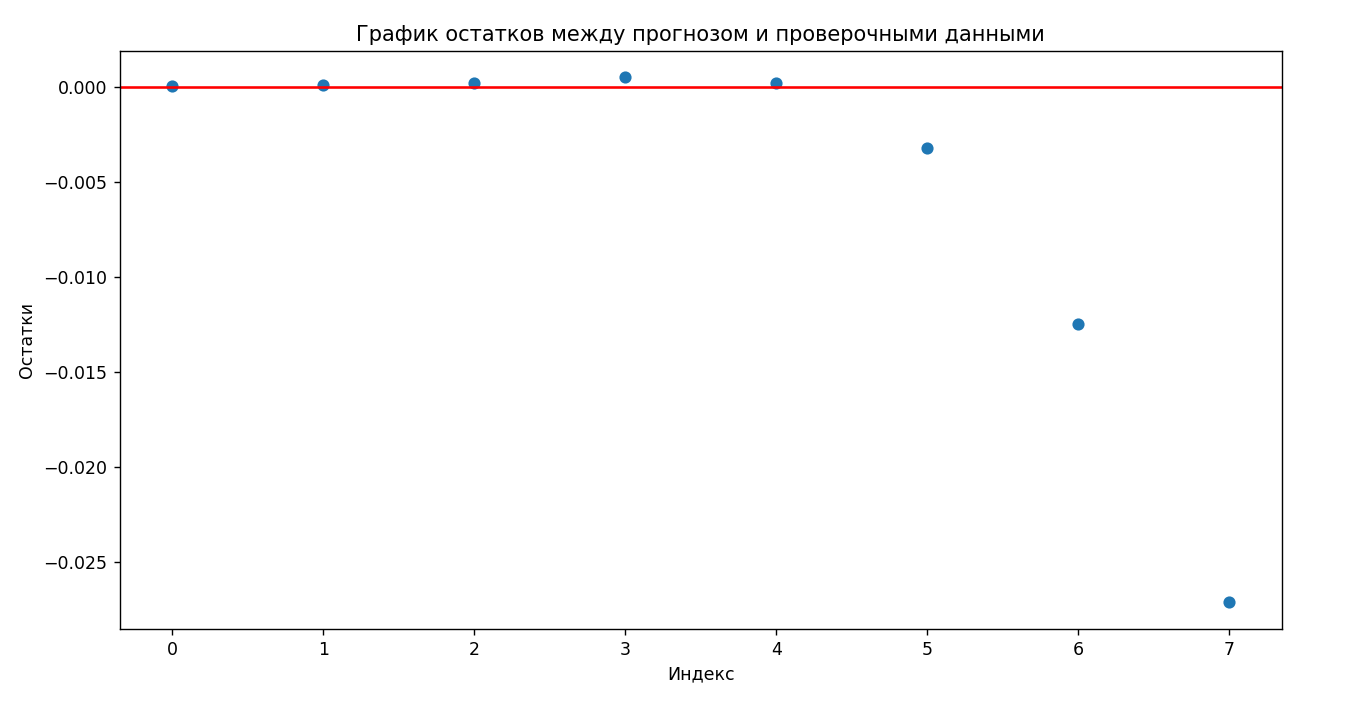 График остатков между прогнозом и проверочными данными
0.000
−0.005
−0.010
−0.015
−0.020
−0.025
Остатки
0 1 2 3 4 5 6 7
Индекс